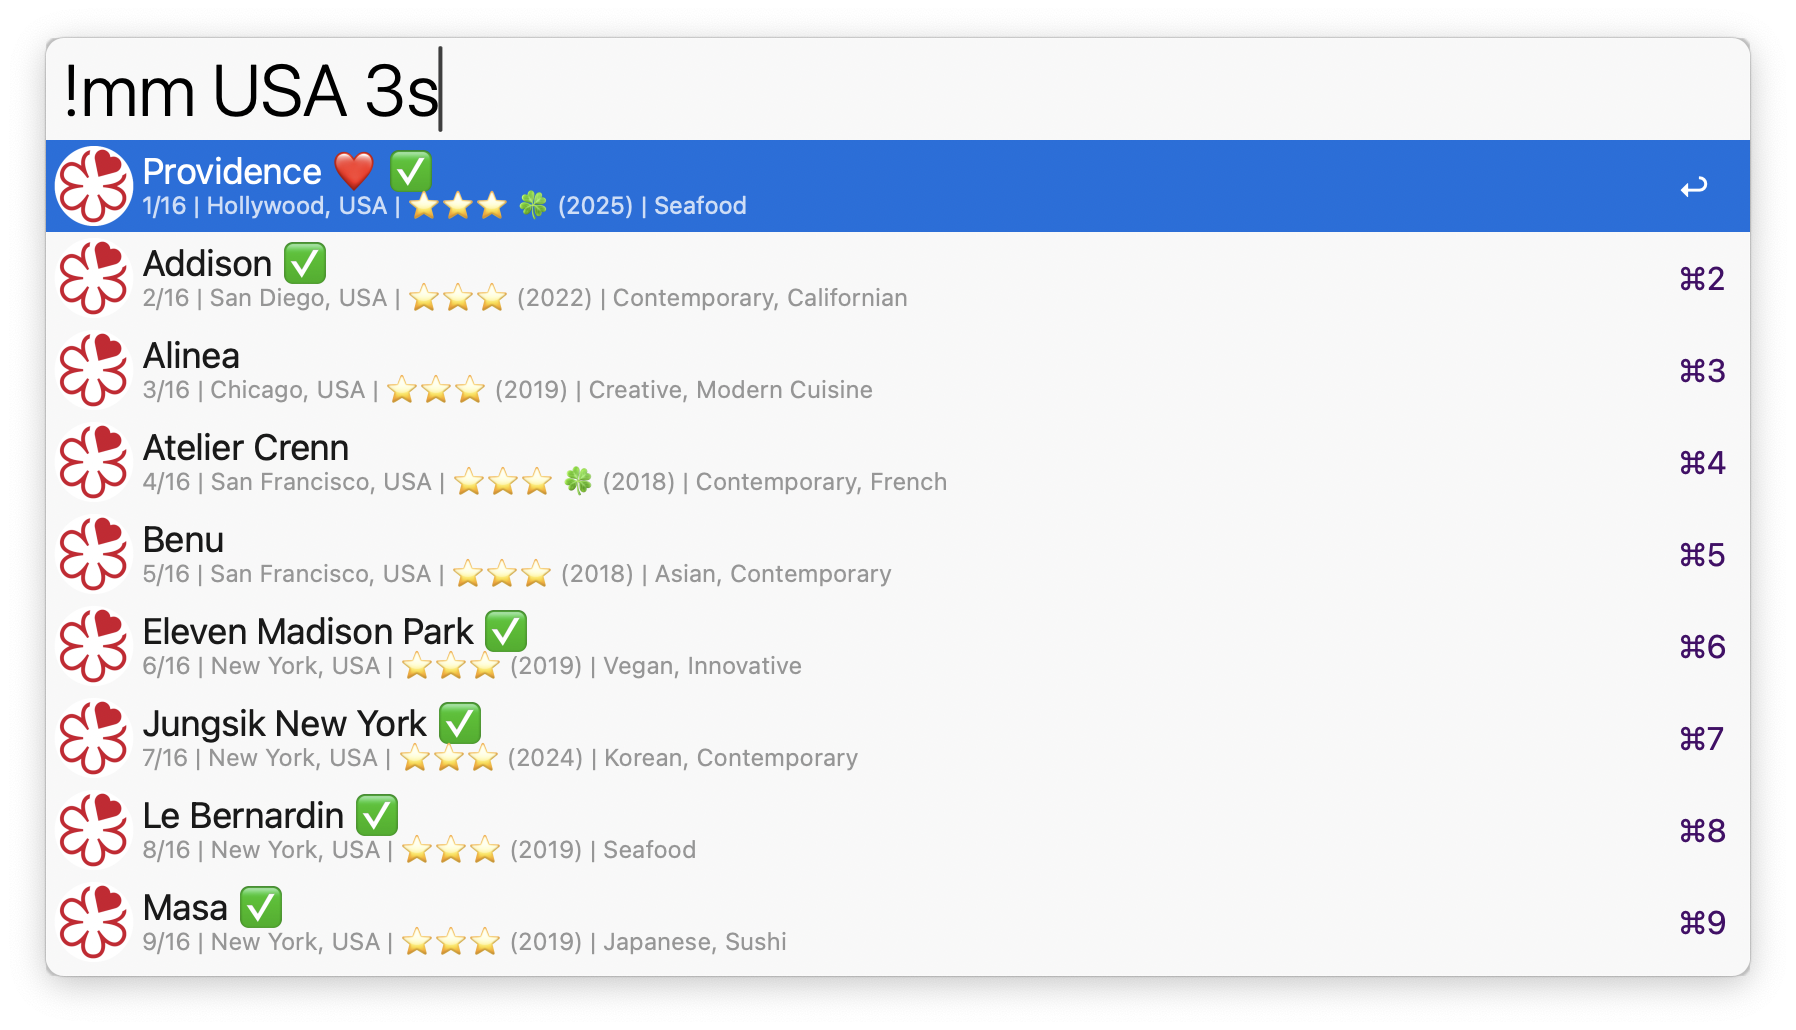 !mm USA 3s
Providence ❤️ ✅
1/16 | Hollywood, USA | ⭐⭐⭐ 🍀 (2025) | Seafood
Addison ✅
2/16 | San Diego, USA | ⭐⭐⭐ (2022) | Contemporary, Californian
⌘2
Alinea
3/16 | Chicago, USA | ⭐⭐⭐ (2019) | Creative, Modern Cuisine
⌘3
Atelier Crenn
4/16 | San Francisco, USA | ⭐⭐⭐ 🍀 (2018) | Contemporary, French
⌘4
Benu
5/16 | San Francisco, USA | ⭐⭐⭐ (2018) | Asian, Contemporary
⌘5
Eleven Madison Park ✅
6/16 | New York, USA | ⭐⭐⭐ (2019) | Vegan, Innovative
⌘6
Jungsik New York ✅
7/16 | New York, USA | ⭐⭐⭐ (2024) | Korean, Contemporary
⌘7
Le Bernardin ✅
8/16 | New York, USA | ⭐⭐⭐ (2019) | Seafood
⌘8
Masa ✅
9/16 | New York, USA | ⭐⭐⭐ (2019) | Japanese, Sushi
⌘9